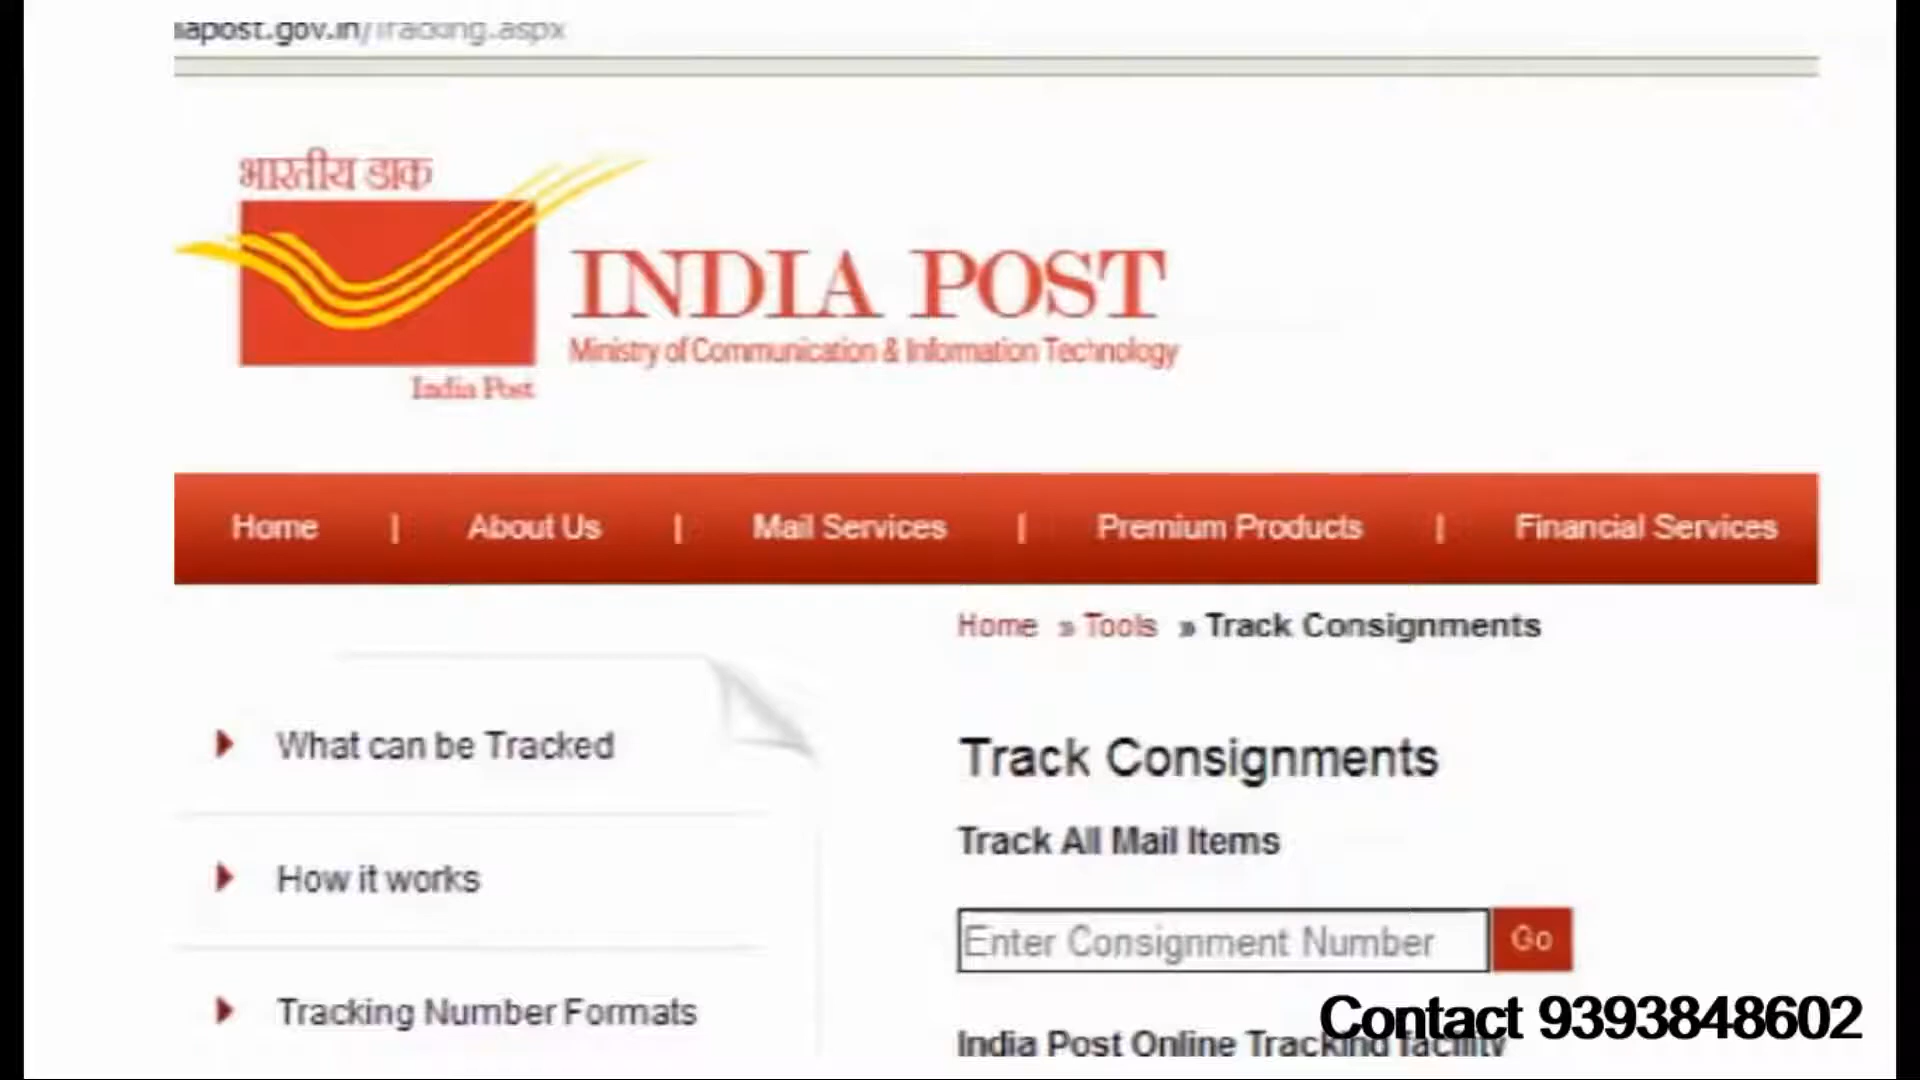 iapost.gov.in/Tracking.aspx
भारतीय डाक
INDIA POST
Ministry of Communication & Information Technology
India Post
Home | About Us | Mail Services | Premium Products | Financial Services
Home » Tools » Track Consignments
What can be Tracked
Track Consignments
Track All Mail Items
How it works
Enter Consignment Number Go
Tracking Number Formats
India Post Online Tracking facility
Contact 9393848602